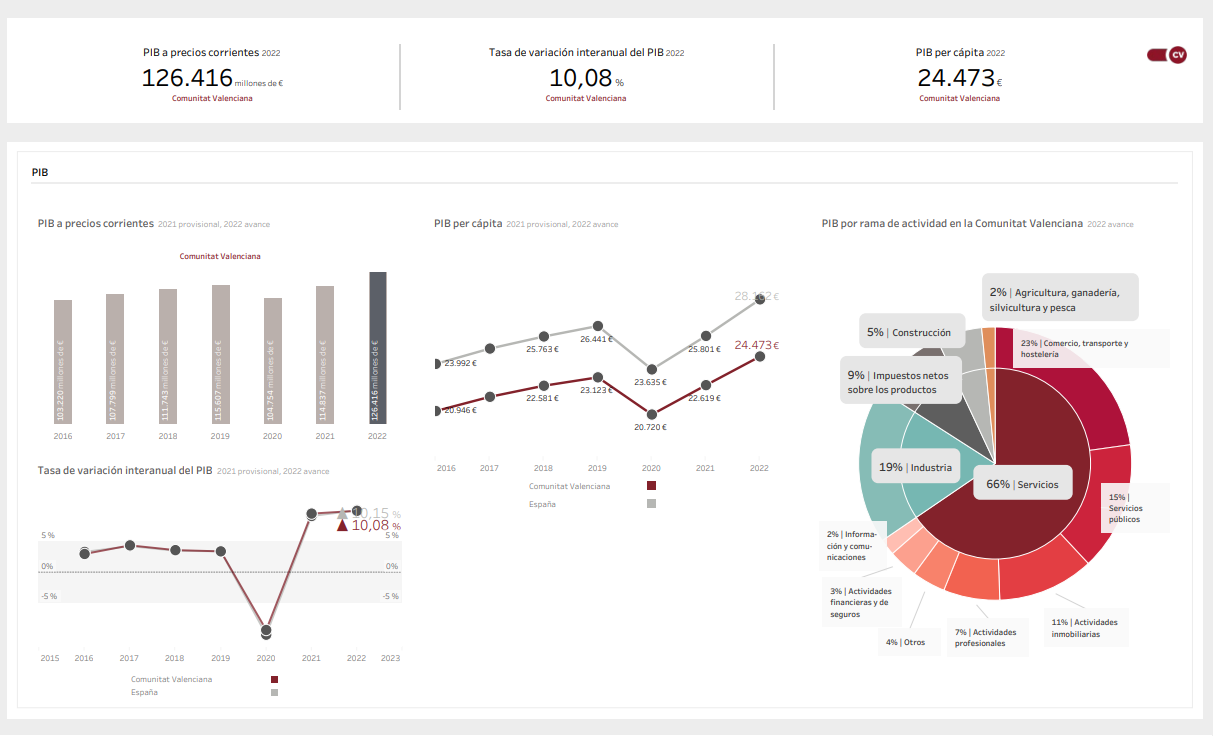 PIB a precios corrientes 2022
126.416 millones de €
Comunitat Valenciana
Tasa de variación interanual del PIB 2022
10,08 %
Comunitat Valenciana
PIB per cápita 2022
24.473 €
Comunitat Valenciana
CV
PIB
PIB a precios corrientes 2021 provisional, 2022 avance
Comunitat Valenciana
103.220 millones de €
107.799 millones de €
111.743 millones de €
115.607 millones de €
104.754 millones de €
114.837 millones de €
126.416 millones de €
2016 2017 2018 2019 2020 2021 2022
Tasa de variación interanual del PIB 2021 provisional, 2022 avance
10,15 %
10,08 %
5 % 5 %
0% 0%
-5 % -5 %
2015 2016 2017 2018 2019 2020 2021 2022 2023
Comunitat Valenciana
España
PIB per cápita 2021 provisional, 2022 avance
28.162 €
26.441 €
25.763 €
25.801 €
23.992 €
23.635 €
24.473 €
23.123 €
22.581 €
22.619 €
20.946 €
20.720 €
2016 2017 2018 2019 2020 2021 2022
Comunitat Valenciana
España
PIB por rama de actividad en la Comunitat Valenciana 2022 avance
2% | Agricultura, ganadería,
silvicultura y pesca
5% | Construcción
23% | Comercio, transporte y
hostelería
9% | Impuestos netos
sobre los productos
19% | Industria
66% | Servicios
15% |
Servicios
públicos
2% | Informa-
ción y comu-
nicaciones
3% | Actividades
financieras y de
seguros
4% | Otros
7% | Actividades
profesionales
11% | Actividades
inmobiliarias